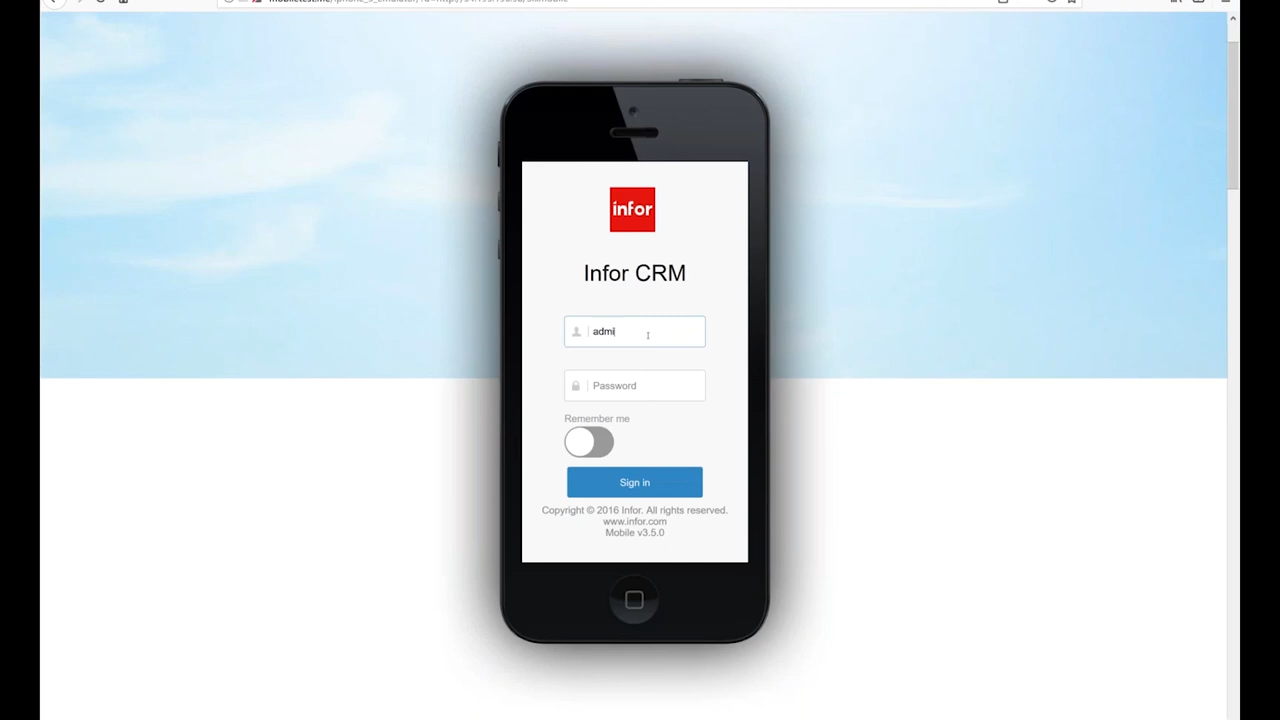 infor
Infor CRM
admi
Password
Remember me
Sign in
Copyright © 2016 Infor. All rights reserved.
www.infor.com
Mobile v3.5.0